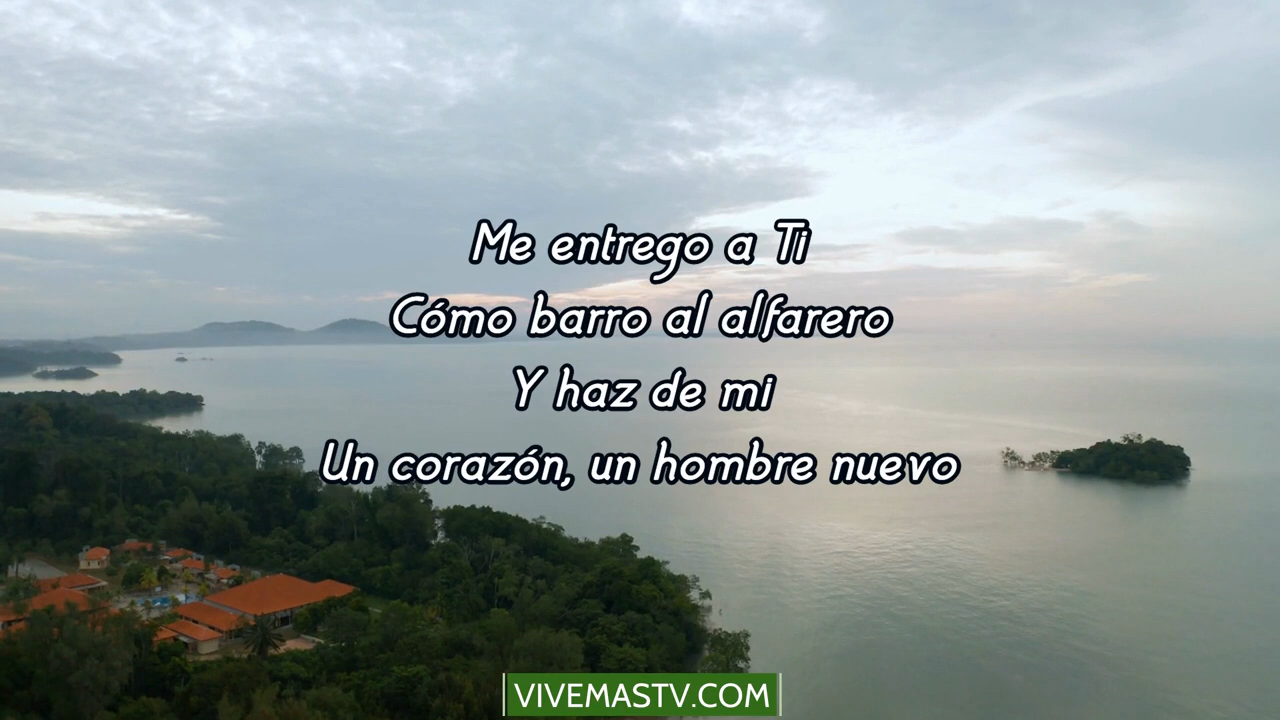 Me entrego a Ti
Cómo barro al alfarero
Y haz de mi
Un corazón, un hombre nuevo
VIVEMASTV.COM